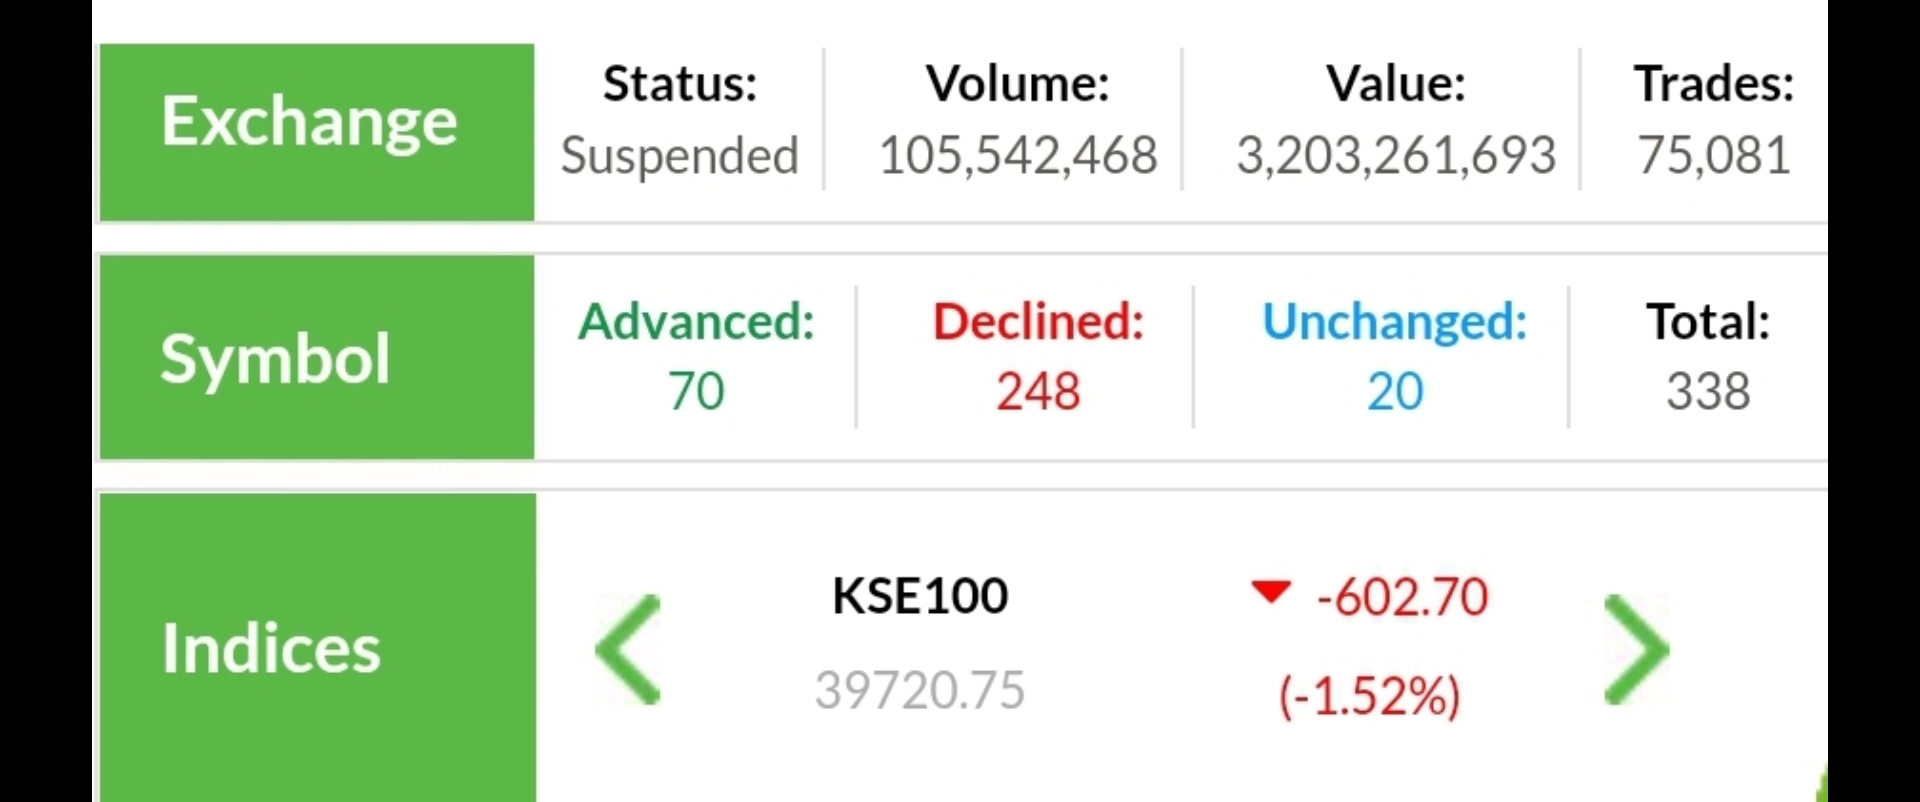 Exchange
Status: Volume: Value: Trades:
Suspended 105,542,468 3,203,261,693 75,081
Symbol
Advanced: Declined: Unchanged: Total:
70 248 20 338
Indices
KSE100 -602.70
39720.75 (-1.52%)